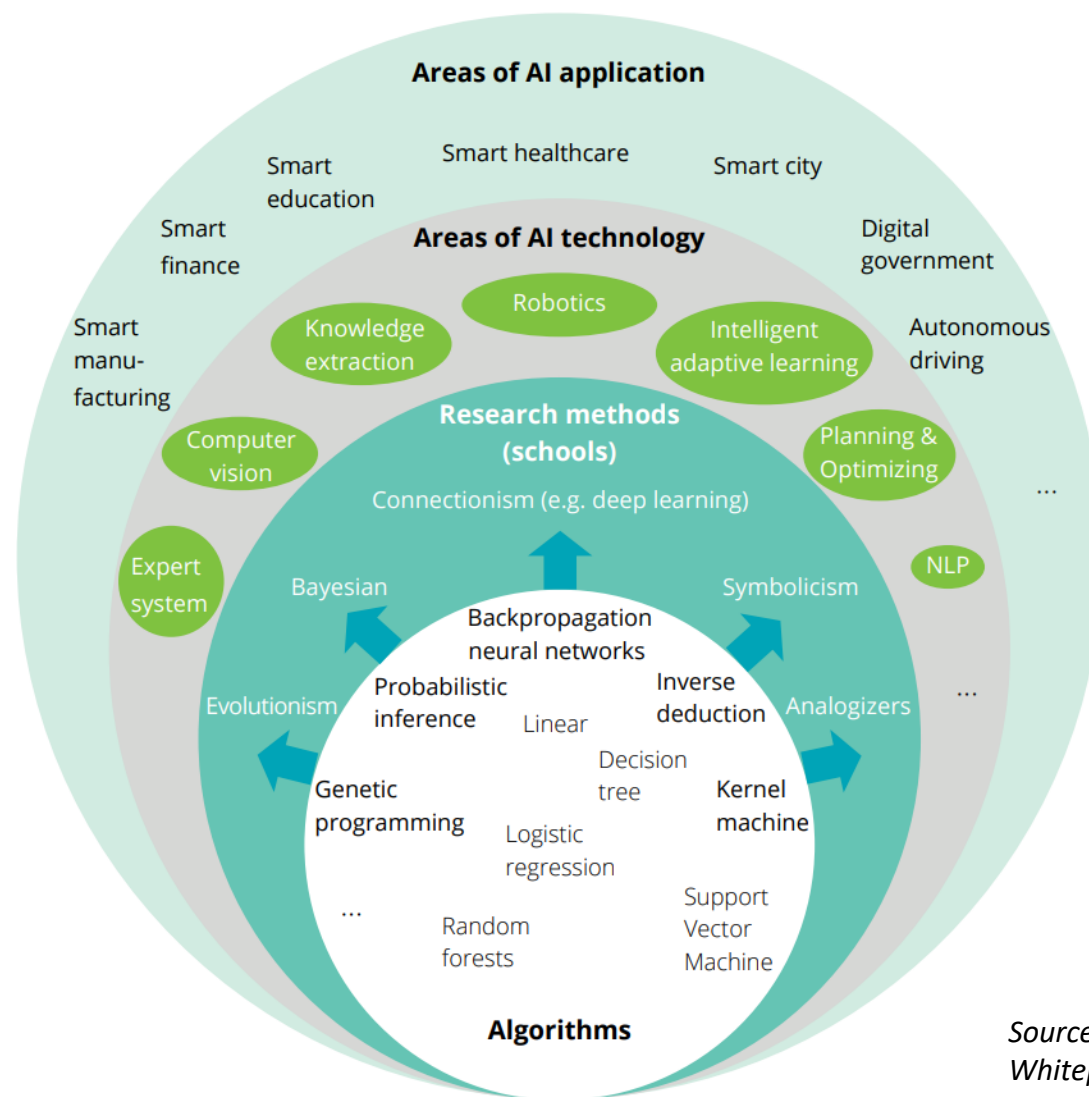 Areas of AI application
Smart healthcare
Smart
education
Smart city
Smart
finance
Digital
government
Smart
manu-
facturing
Autonomous
driving
...
Areas of AI technology
Robotics
Knowledge
extraction
Intelligent
adaptive learning
Computer
vision
Planning &
Optimizing
Expert
system
NLP
...
Research methods
(schools)
Connectionism (e.g. deep learning)
Bayesian
Symbolicism
Evolutionism
Analogizers
Backpropagation
neural networks
Probabilistic
inference
Inverse
deduction
Linear
Decision
tree
Genetic
programming
Kernel
machine
Logistic
regression
...
Random
forests
Support
Vector
Machine
Algorithms
Source